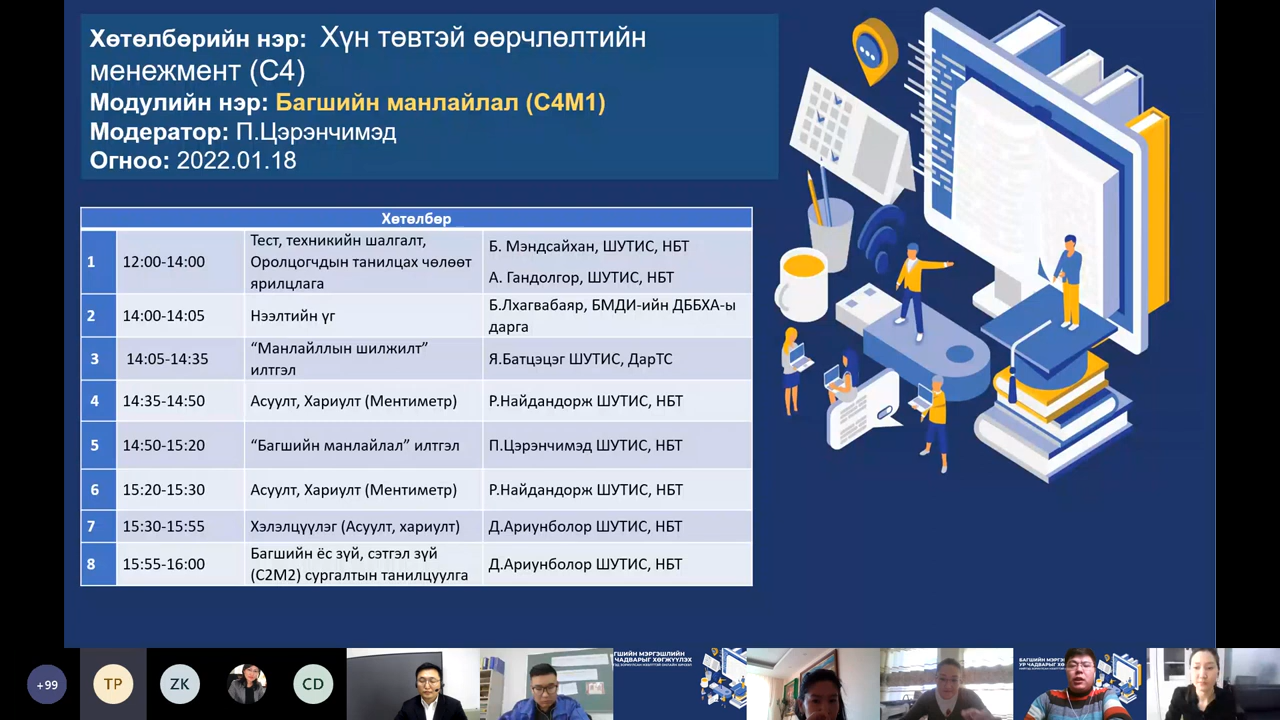 Хөтөлбөрийн нэр: Хүн төвтэй өөрчлөлтийн
менежмент (C4)
Модулийн нэр: Багшийн манлайлал (C4M1)
Модератор: П.Цэрэнчимэд
Огноо: 2022.01.18
Хөтөлбөр
1 12:00-14:00 Тест, техникийн шалгалт,
Оролцогчдын танилцах чөлөөт
ярилцлага
Б. Мэндсайхан, ШУТИС, НБТ
А. Гандолгор, ШУТИС, НБТ
2 14:00-14:05 Нээлтийн үг
Б.Лхагвабаяр, БМДИ-ийн ДББХА-ы
дарга
3 14:05-14:35 “Манлайллын шилжилт”
илтгэл
Я.Батцэцэг ШУТИС, ДарТС
4 14:35-14:50 Асуулт, Хариулт (Ментиметр) Р.Найдандорж ШУТИС, НБТ
5 14:50-15:20 “Багшийн манлайлал” илтгэл П.Цэрэнчимэд ШУТИС, НБТ
6 15:20-15:30 Асуулт, Хариулт (Ментиметр) Р.Найдандорж ШУТИС, НБТ
7 15:30-15:55 Хэлэлцүүлэг (Асуулт, хариулт) Д.Ариунболор ШУТИС, НБТ
8 15:55-16:00 Багшийн ёс зүй, сэтгэл зүй
(C2M2) сургалтын танилцуулга
Д.Ариунболор ШУТИС, НБТ
+99 TP ZK CD
ГШИЙН МЭРГЭШЛИЙН
ЧАДВАРЫГ ХӨГЖҮҮЛЭХ